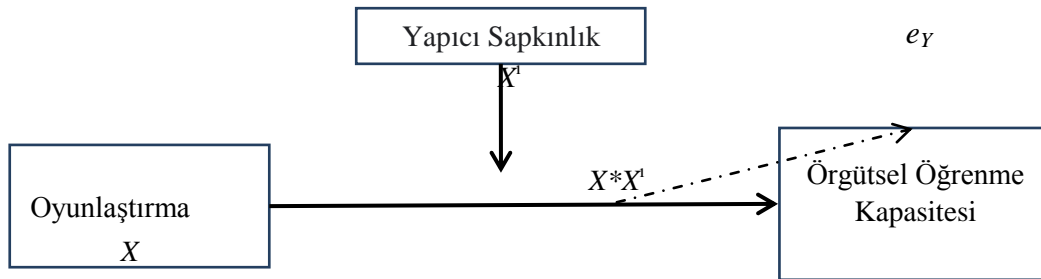 Yapıcı Sapkınlık
X¹
e_Y
Oyunlaştırma
X
X*X¹
Örgütsel Öğrenme
Kapasitesi